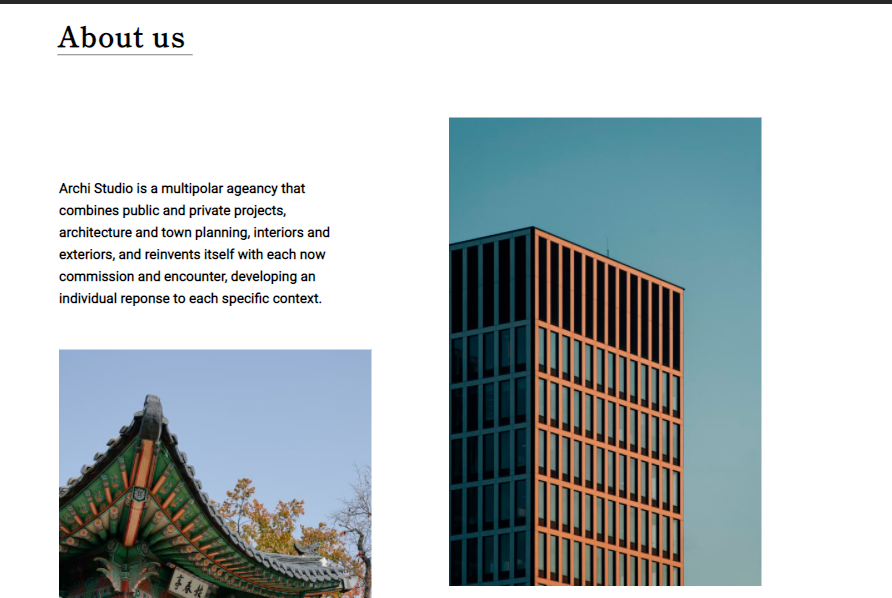 About us
Archi Studio is a multipolar ageancy that
combines public and private projects,
architecture and town planning, interiors and
exteriors, and reinvents itself with each now
commission and encounter, developing an
individual reponse to each specific context.